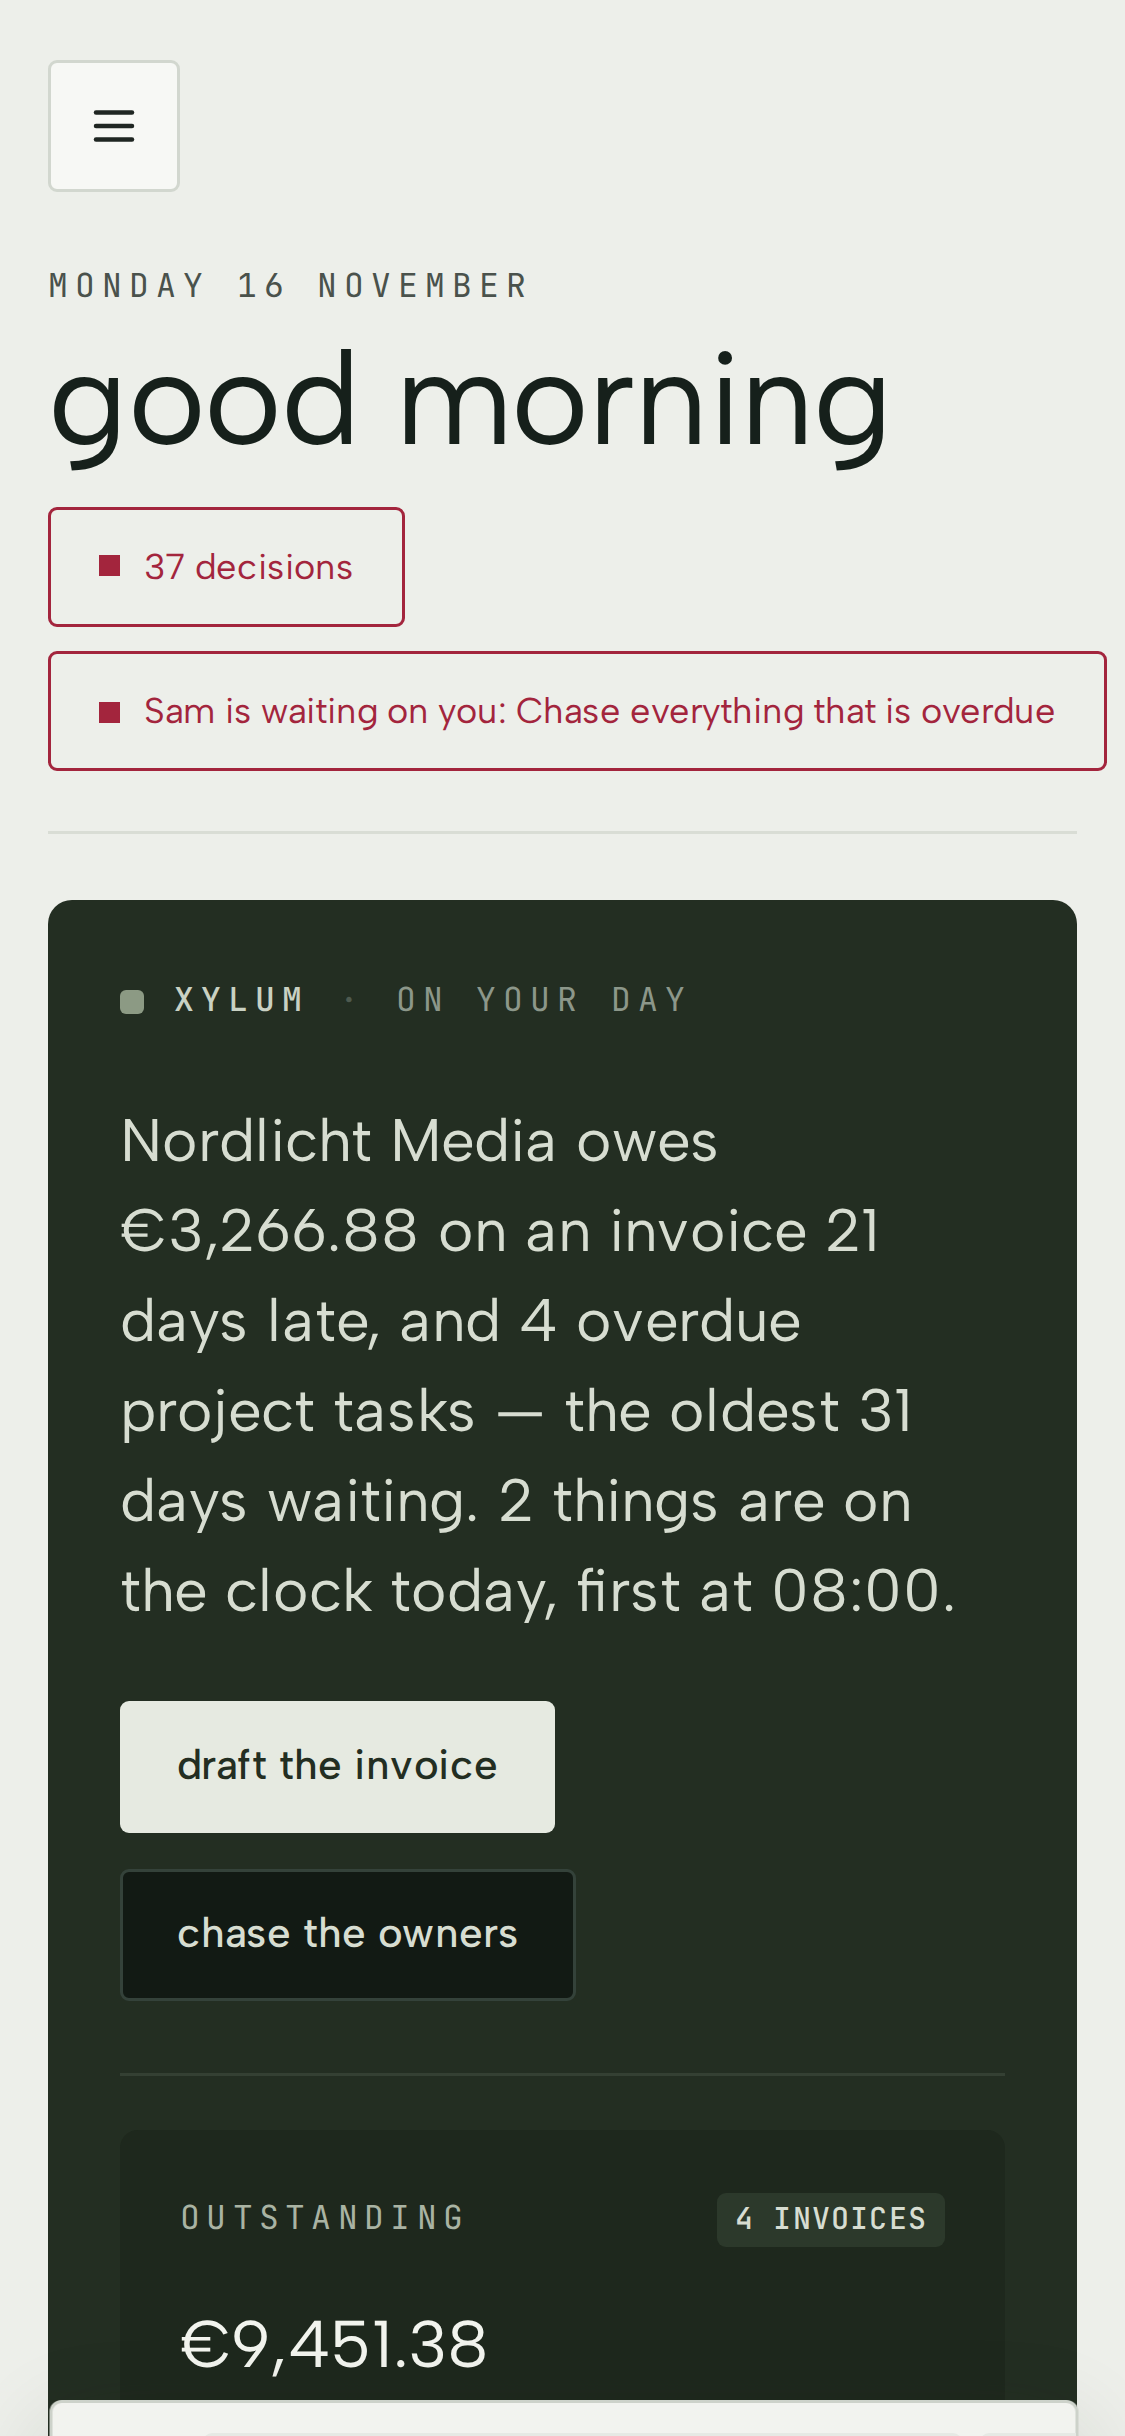 MONDAY 16 NOVEMBER
good morning
37 decisions
Sam is waiting on you: Chase everything that is overdue
XYLUM · ON YOUR DAY
Nordlicht Media owes
€3,266.88 on an invoice 21
days late, and 4 overdue
project tasks — the oldest 31
days waiting. 2 things are on
the clock today, first at 08:00.
draft the invoice
chase the owners
OUTSTANDING
4 INVOICES
€9,451.38